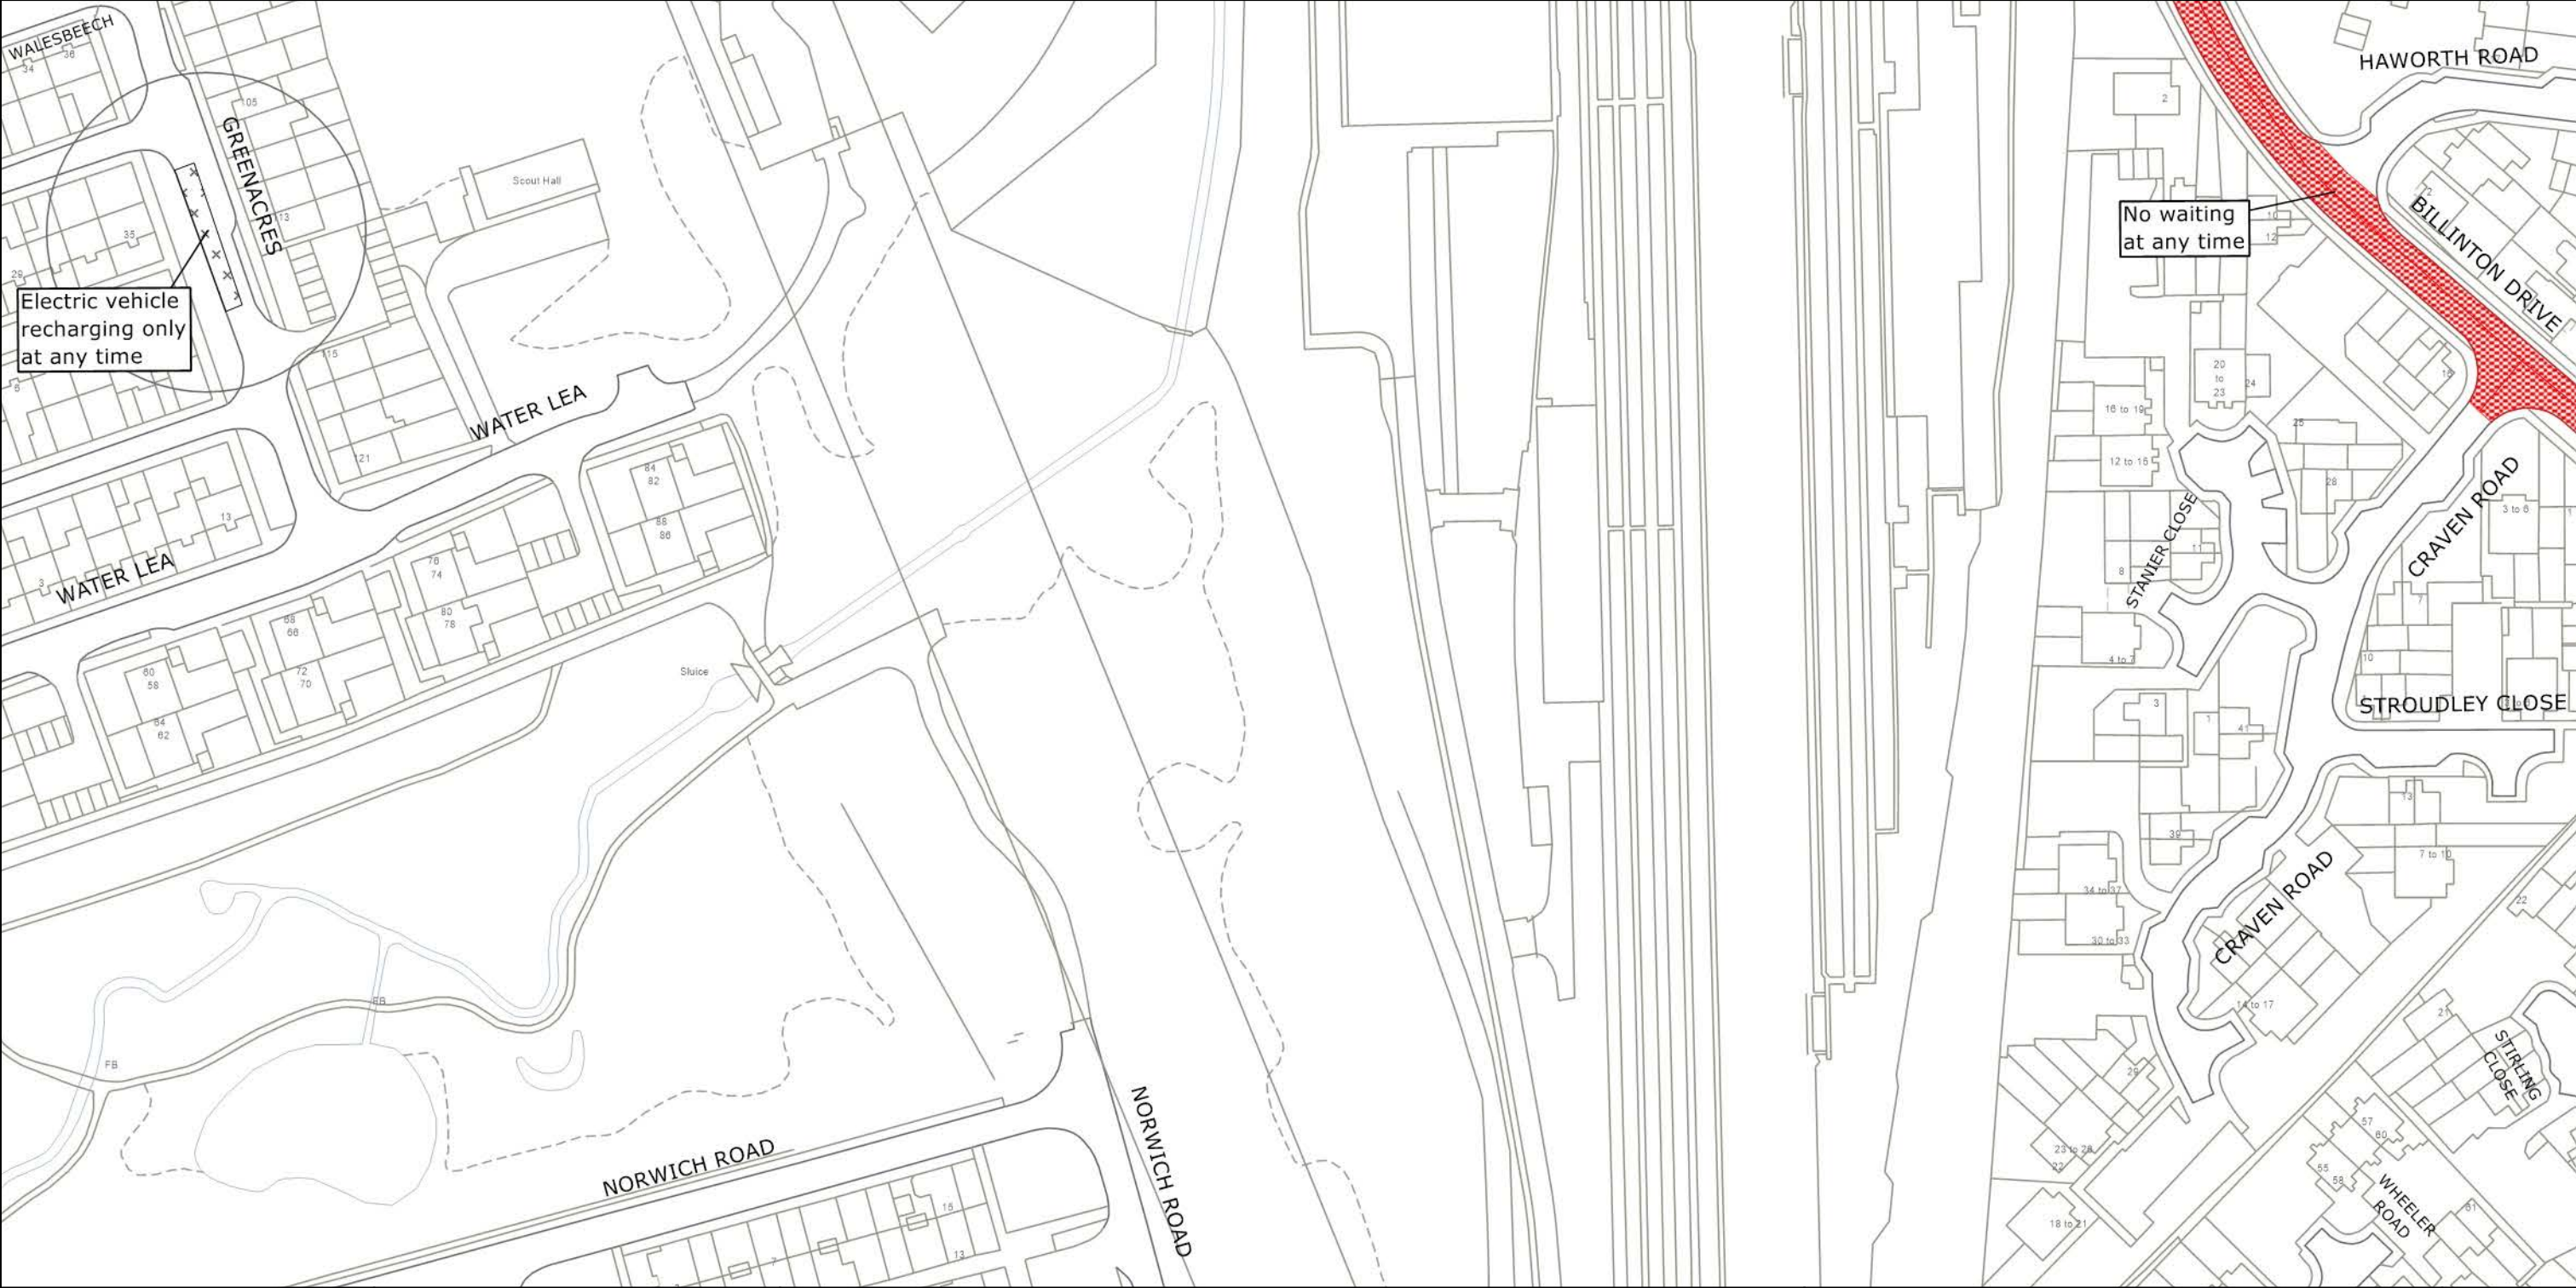 WALESBEECH
34
36
105
GREENACRES
13
35
29
Electric vehicle
recharging only
at any time
6
115
121
Scout Hall
WATER LEA
84
82
88
86
13
3
WATER LEA
76
74
80
78
68
66
72
70
60
58
64
62
Sluice
FB
FB
NORWICH ROAD
NORWICH ROAD
15
13
7
HAWORTH ROAD
2
No waiting
at any time
12
2
BILLINTON DRIVE
20
to
23
24
16 to 19
12 to 15
25
28
16
CRAVEN ROAD
3 to 6
1
STANIER CLOSE
11
8
7
4 to 7
10
STROUDLEY CLOSE
3
1
41
39
13
7 to 10
22
34 to 37
30 to 33
CRAVEN ROAD
14 to 17
21
STIRLING
CLOSE
29
57
60
55
58
23 to 26
22
WHEELER
ROAD
61
18 to 21